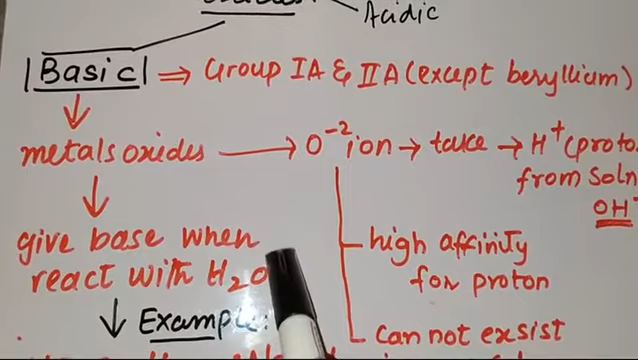 Acidic
Basic ⇒ Group IA & IIA (except beryllium)
metals oxides → O⁻² ion → take → H⁺ (proto
from soln
OH⁻
give base when
react with H₂O
high affinity
for proton
Example:
can not exsist